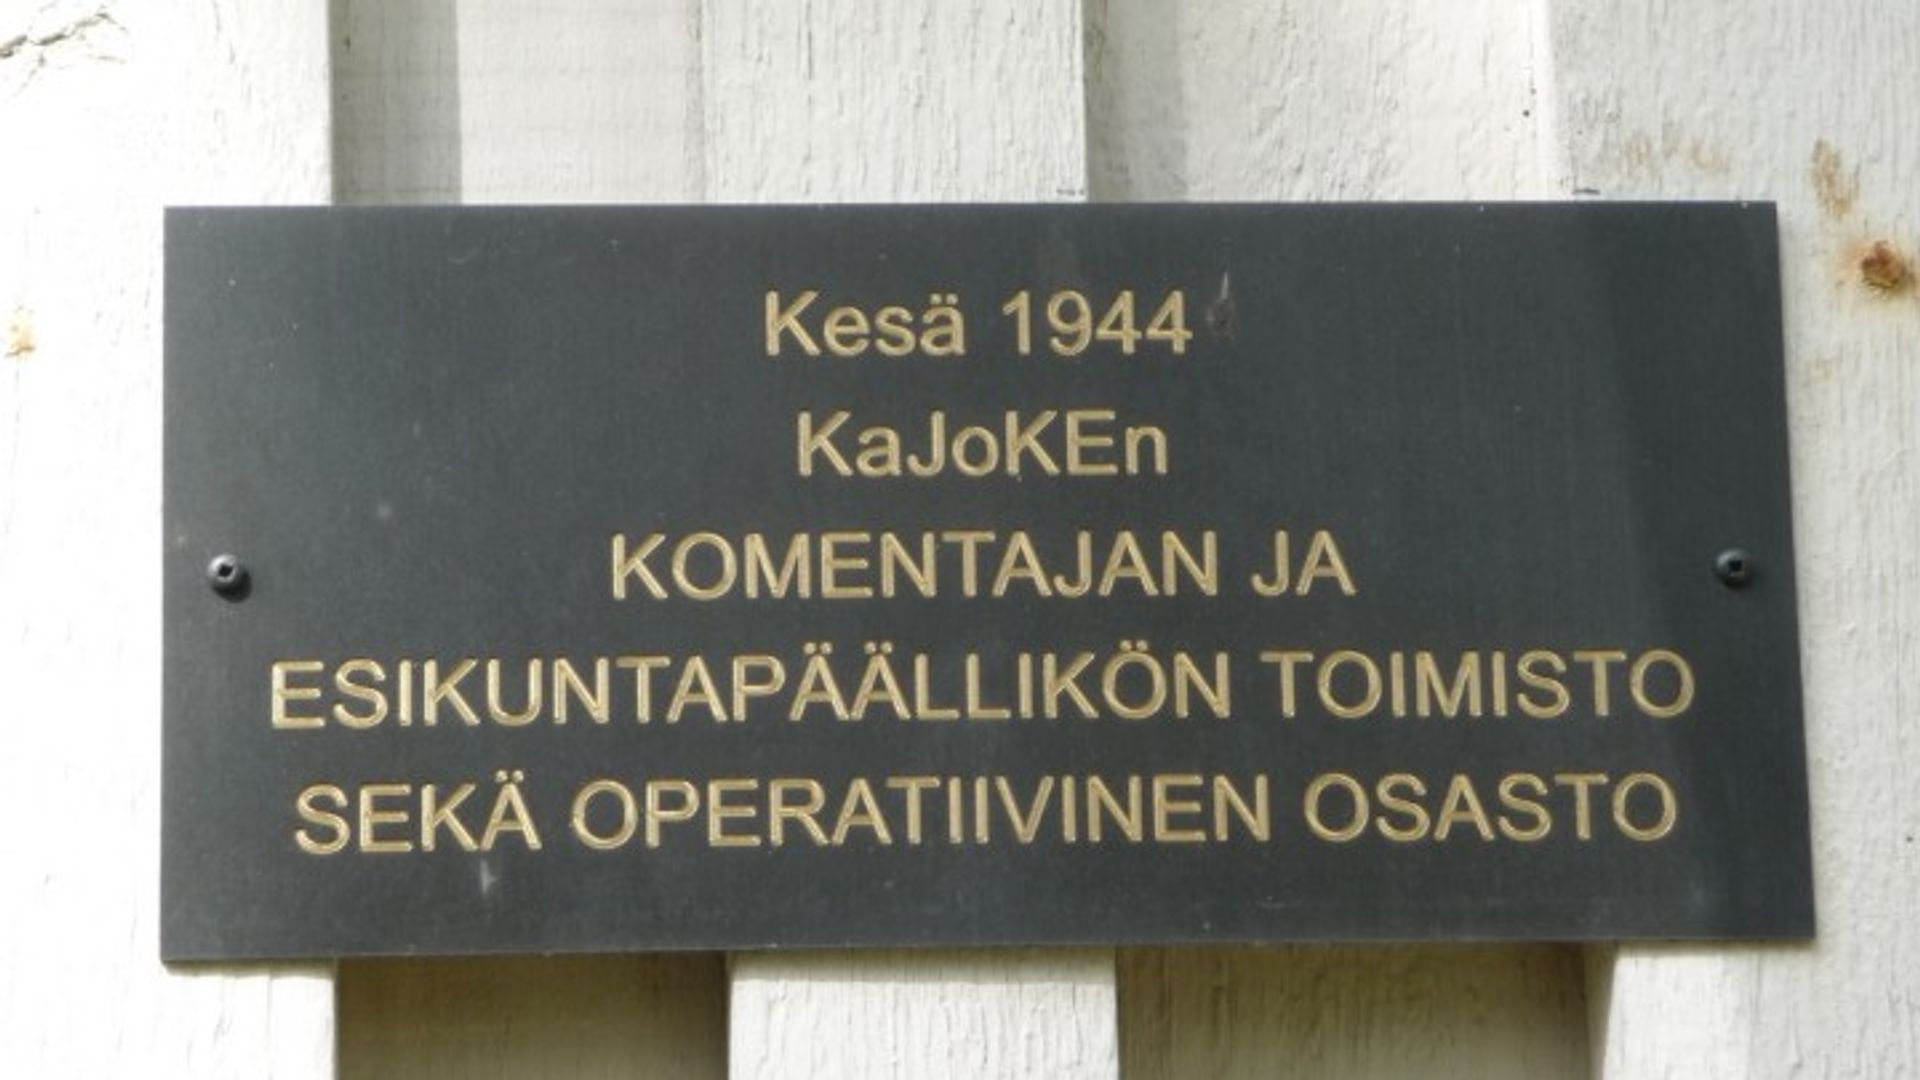 Kesä 1944
KaJoKEn
KOMENTAJAN JA
ESIKUNTAPÄÄLLIKÖN TOIMISTO
SEKÄ OPERATIIVINEN OSASTO